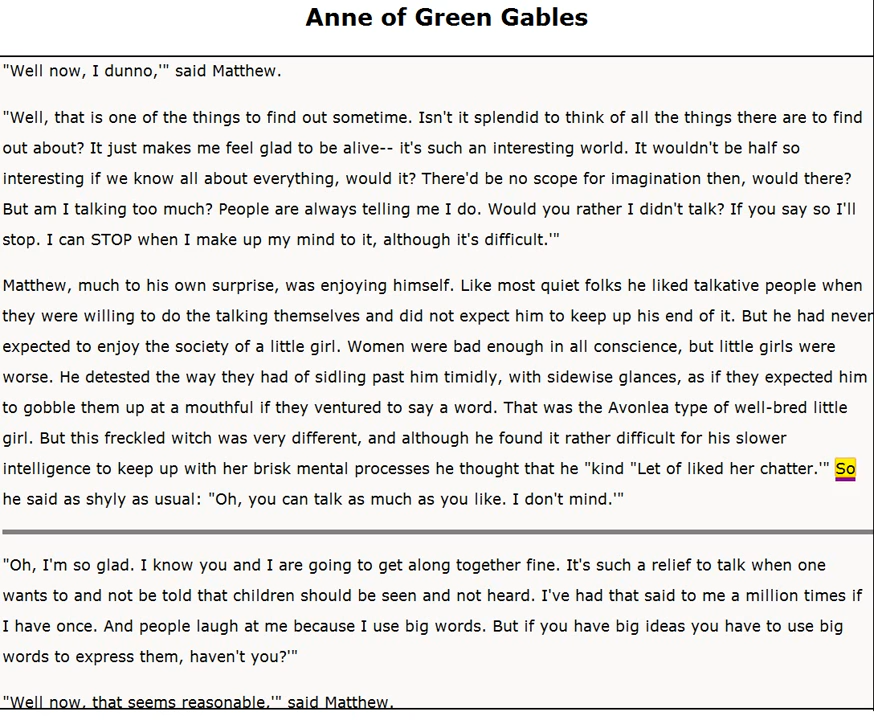 Anne of Green Gables
"Well now, I dunno,'" said Matthew.
"Well, that is one of the things to find out sometime. Isn't it splendid to think of all the things there are to find
out about? It just makes me feel glad to be alive-- it's such an interesting world. It wouldn't be half so
interesting if we know all about everything, would it? There'd be no scope for imagination then, would there?
But am I talking too much? People are always telling me I do. Would you rather I didn't talk? If you say so I'll
stop. I can STOP when I make up my mind to it, although it's difficult.'"
Matthew, much to his own surprise, was enjoying himself. Like most quiet folks he liked talkative people when
they were willing to do the talking themselves and did not expect him to keep up his end of it. But he had never
expected to enjoy the society of a little girl. Women were bad enough in all conscience, but little girls were
worse. He detested the way they had of sidling past him timidly, with sidewise glances, as if they expected him
to gobble them up at a mouthful if they ventured to say a word. That was the Avonlea type of well-bred little
girl. But this freckled witch was very different, and although he found it rather difficult for his slower
intelligence to keep up with her brisk mental processes he thought that he "kind "Let of liked her chatter.'" So
he said as shyly as usual: "Oh, you can talk as much as you like. I don't mind.'"
"Oh, I'm so glad. I know you and I are going to get along together fine. It's such a relief to talk when one
wants to and not be told that children should be seen and not heard. I've had that said to me a million times if
I have once. And people laugh at me because I use big words. But if you have big ideas you have to use big
words to express them, haven't you?'"
"Well now, that seems reasonable,'" said Matthew.